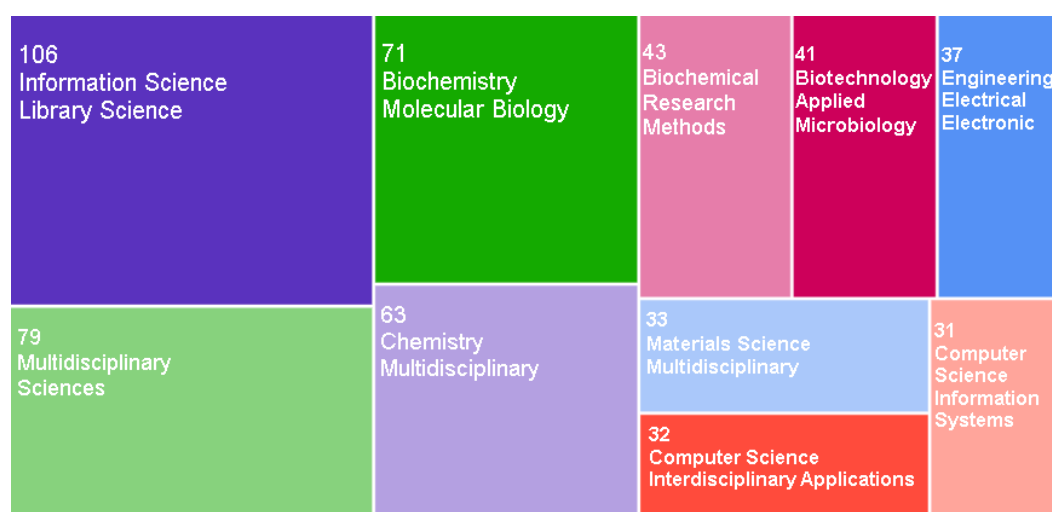 106
Information Science
Library Science
71
Biochemistry
Molecular Biology
43
Biochemical
Research
Methods
41
Biotechnology
Applied
Microbiology
37
Engineering
Electrical
Electronic
79
Multidisciplinary
Sciences
63
Chemistry
Multidisciplinary
33
Materials Science
Multidisciplinary
32
Computer Science
Interdisciplinary Applications
31
Computer
Science
Information
Systems